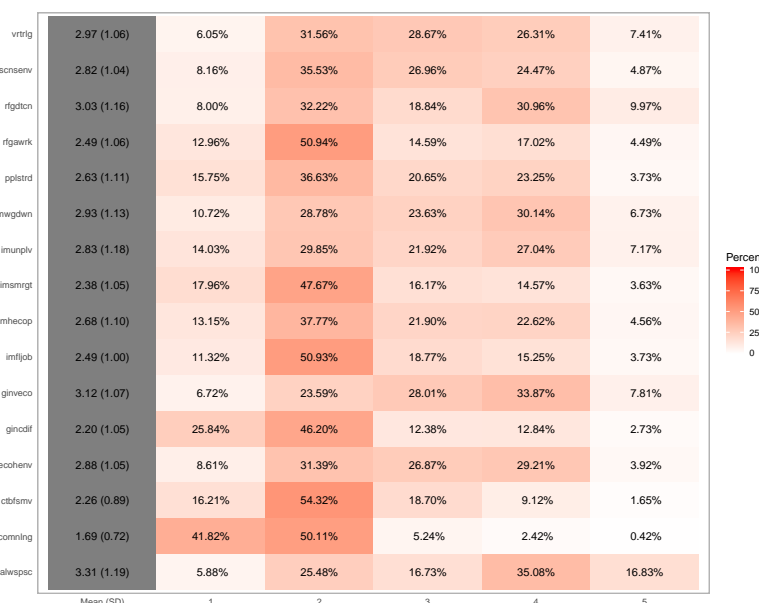 vrtrlg 2.97 (1.06) 6.05% 31.56% 28.67% 26.31% 7.41%
scnsenv 2.82 (1.04) 8.16% 35.53% 26.96% 24.47% 4.87%
rfgdtcn 3.03 (1.16) 8.00% 32.22% 18.84% 30.96% 9.97%
rfgawrk 2.49 (1.06) 12.96% 50.94% 14.59% 17.02% 4.49%
pplstrd 2.63 (1.11) 15.75% 36.63% 20.65% 23.25% 3.73%
nwgdwn 2.93 (1.13) 10.72% 28.78% 23.63% 30.14% 6.73%
imunplv 2.83 (1.18) 14.03% 29.85% 21.92% 27.04% 7.17%
imsmrgt 2.38 (1.05) 17.96% 47.67% 16.17% 14.57% 3.63%
mhecop 2.68 (1.10) 13.15% 37.77% 21.90% 22.62% 4.56%
imfljob 2.49 (1.00) 11.32% 50.93% 18.77% 15.25% 3.73%
ginveco 3.12 (1.07) 6.72% 23.59% 28.01% 33.87% 7.81%
gincdif 2.20 (1.05) 25.84% 46.20% 12.38% 12.84% 2.73%
ecohenv 2.88 (1.05) 8.61% 31.39% 26.87% 29.21% 3.92%
ctbfsmv 2.26 (0.89) 16.21% 54.32% 18.70% 9.12% 1.65%
comnlng 1.69 (0.72) 41.82% 50.11% 5.24% 2.42% 0.42%
alwspsc 3.31 (1.19) 5.88% 25.48% 16.73% 35.08% 16.83%
Mean (SD) 1 2 3 4 5
Percen
10
75
50
25
0